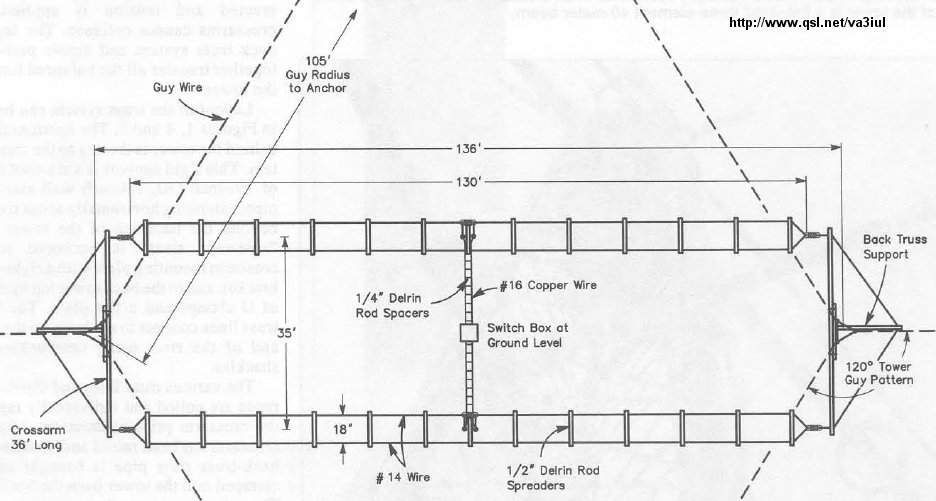 http://www.qsl.net/va3iul
105'
Guy Radius
to Anchor
Guy Wire
136'
130'
Back Truss
Support
1/4" Delrin
Rod Spacers
#16 Copper Wire
35'
Switch Box at
Ground Level
120° Tower
Guy Pattern
Crossarm
36' Long
18"
#14 Wire
1/2" Delrin Rod
Spreaders